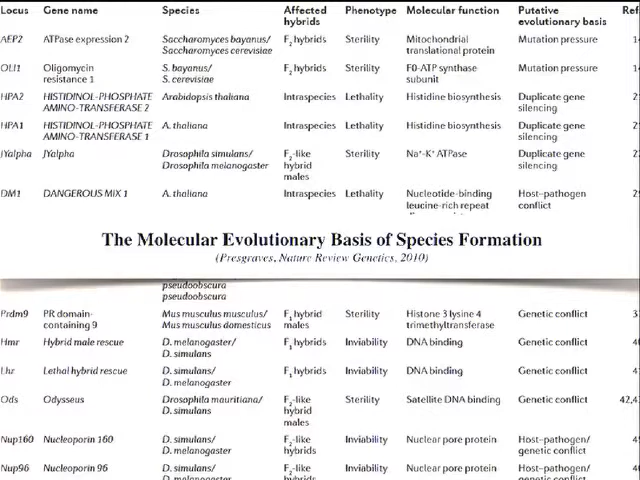 Locus Gene name Species Affected hybrids Phenotype Molecular function Putative evolutionary basis
AEP2 ATPase expression 2 Saccharomyces bayanus/ Saccharomyces cerevisiae F2 hybrids Sterility Mitochondrial translational protein Mutation pressure
OLI1 Oligomycin resistance 1 S. bayanus/ S. cerevisiae F2 hybrids Sterility F0-ATP synthase subunit Mutation pressure
HPA2 HISTIDINOL-PHOSPHATE AMINO-TRANSFERASE 2 Arabidopsis thaliana Intraspecies Lethality Histidine biosynthesis Duplicate gene silencing
HPA1 HISTIDINOL-PHOSPHATE AMINO-TRANSFERASE 1 A. thaliana Intraspecies Lethality Histidine biosynthesis Duplicate gene silencing
JYalpha JYalpha Drosophila simulans/ Drosophila melanogaster F2-like hybrid males Sterility Na+-K+ ATPase Duplicate gene silencing
DM1 DANGEROUS MIX 1 A. thaliana Intraspecies Lethality Nucleotide-binding leucine-rich repeat Host–pathogen conflict
The Molecular Evolutionary Basis of Species Formation
(Presgraves, Nature Review Genetics, 2010)
pseudoobscura
pseudoobscura
Prdm9 PR domain-containing 9 Mus musculus musculus/ Mus musculus domesticus F1 hybrid males Sterility Histone 3 lysine 4 trimethyltransferase Genetic conflict
Hmr Hybrid male rescue D. melanogaster/ D. simulans F1 hybrids Inviability DNA binding Genetic conflict
Lhr Lethal hybrid rescue D. simulans/ D. melanogaster F1 hybrids Inviability DNA binding Genetic conflict
Ods Odysseus Drosophila mauritiana/ D. simulans F2-like hybrid males Sterility Satellite DNA binding Genetic conflict
Nup160 Nucleoporin 160 D. simulans/ D. melanogaster F2-like hybrids Inviability Nuclear pore protein Host–pathogen/ genetic conflict
Nup96 Nucleoporin 96 D. simulans/ D. melanogaster F2-like hybrids Inviability Nuclear pore protein Host–pathogen/ genetic conflict